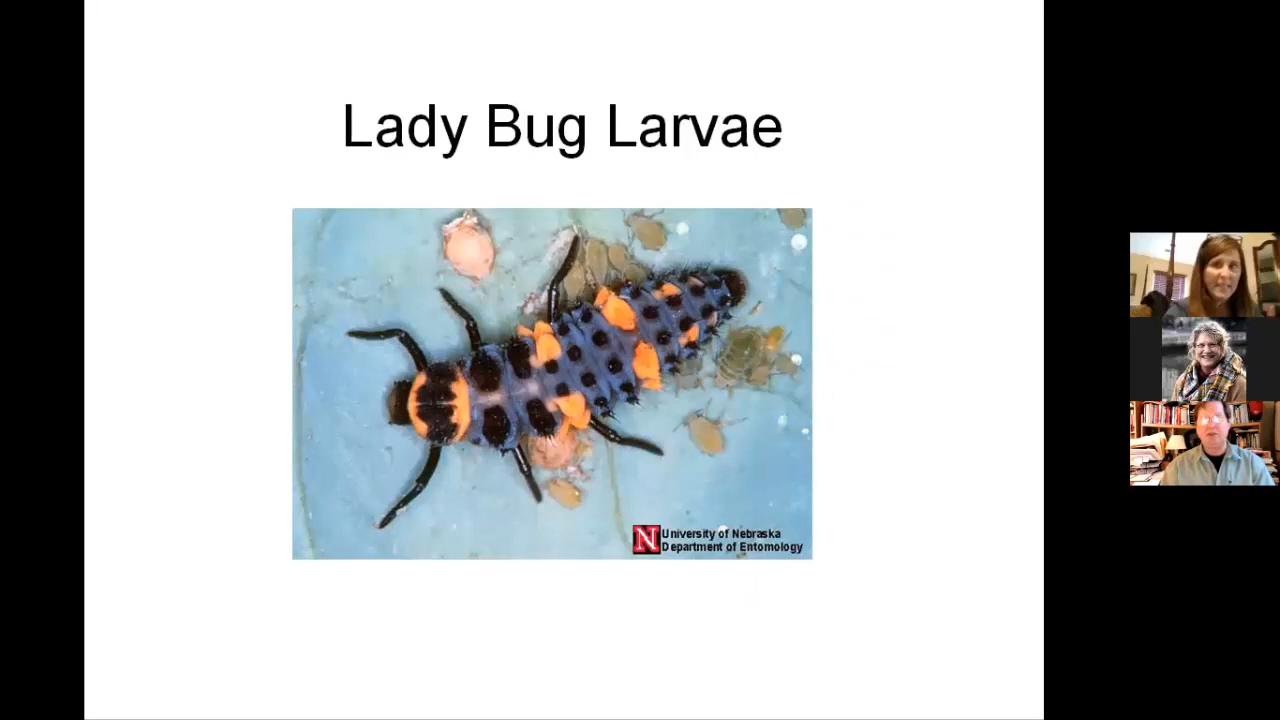 Lady Bug Larvae
N
University of Nebraska
Department of Entomology